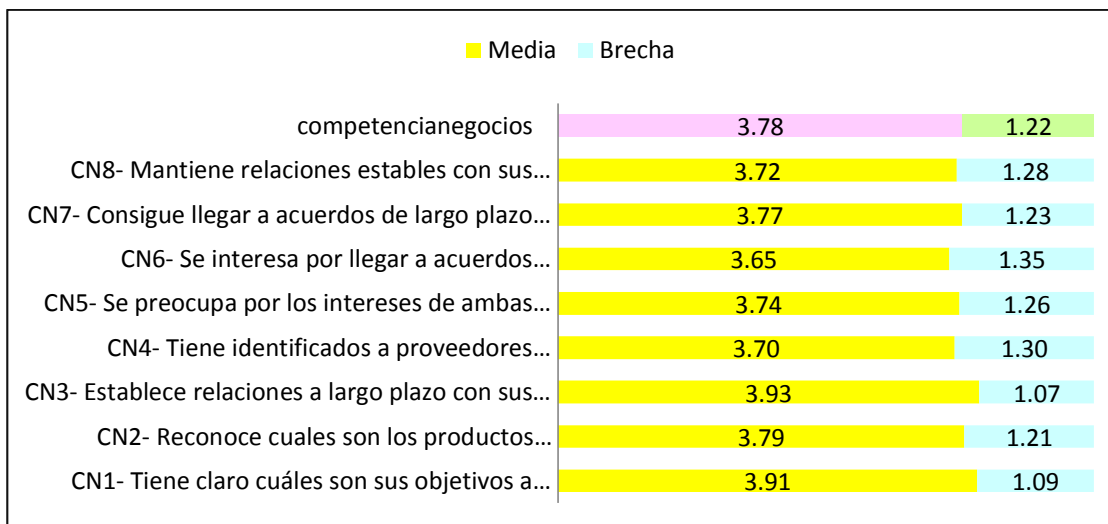 Media Brecha
competencianegocios 3.78 1.22
CN8- Mantiene relaciones estables con sus... 3.72 1.28
CN7- Consigue llegar a acuerdos de largo plazo... 3.77 1.23
CN6- Se interesa por llegar a acuerdos... 3.65 1.35
CN5- Se preocupa por los intereses de ambas... 3.74 1.26
CN4- Tiene identificados a proveedores... 3.70 1.30
CN3- Establece relaciones a largo plazo con sus... 3.93 1.07
CN2- Reconoce cuales son los productos... 3.79 1.21
CN1- Tiene claro cuáles son sus objetivos a... 3.91 1.09